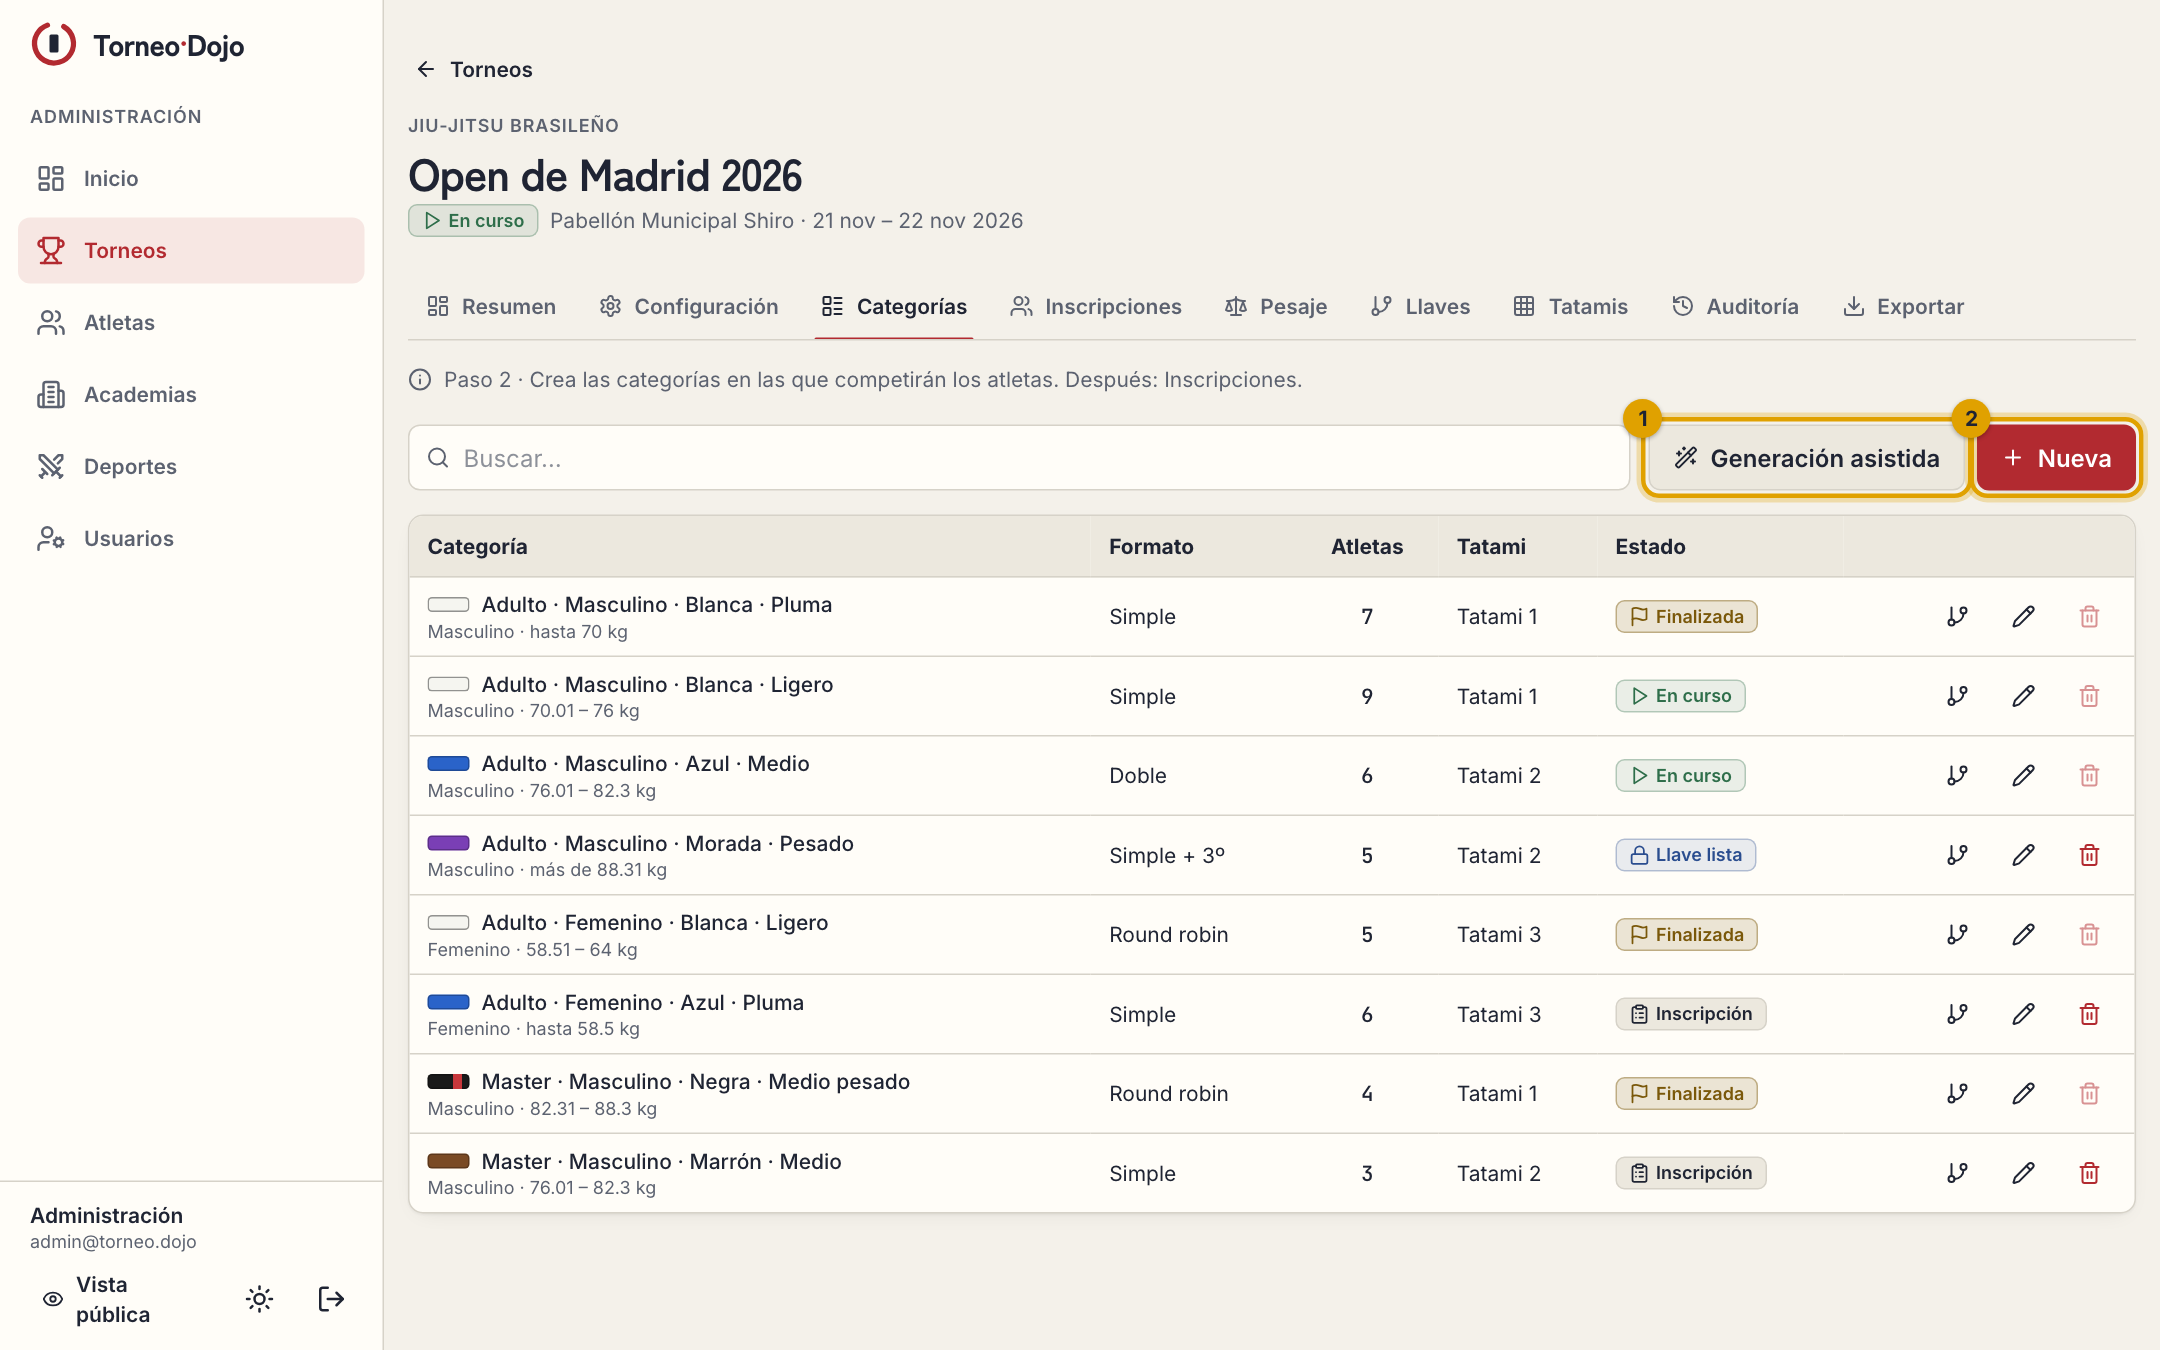 Torneo·Dojo
ADMINISTRACIÓN
Inicio
Torneos
Atletas
Academias
Deportes
Usuarios
Administración
admin@torneo.dojo
Vista
pública
Torneos
JIU-JITSU BRASILEÑO
Open de Madrid 2026
En curso Pabellón Municipal Shiro · 21 nov – 22 nov 2026
Resumen Configuración Categorías Inscripciones Pesaje Llaves Tatamis Auditoría Exportar
Paso 2 · Crea las categorías en las que competirán los atletas. Después: Inscripciones.
Buscar... 1 Generación asistida 2 + Nueva
Categoría Formato Atletas Tatami Estado
Adulto · Masculino · Blanca · Pluma
Masculino · hasta 70 kg
Simple 7 Tatami 1 Finalizada
Adulto · Masculino · Blanca · Ligero
Masculino · 70.01 – 76 kg
Simple 9 Tatami 1 En curso
Adulto · Masculino · Azul · Medio
Masculino · 76.01 – 82.3 kg
Doble 6 Tatami 2 En curso
Adulto · Masculino · Morada · Pesado
Masculino · más de 88.31 kg
Simple + 3º 5 Tatami 2 Llave lista
Adulto · Femenino · Blanca · Ligero
Femenino · 58.51 – 64 kg
Round robin 5 Tatami 3 Finalizada
Adulto · Femenino · Azul · Pluma
Femenino · hasta 58.5 kg
Simple 6 Tatami 3 Inscripción
Master · Masculino · Negra · Medio pesado
Masculino · 82.31 – 88.3 kg
Round robin 4 Tatami 1 Finalizada
Master · Masculino · Marrón · Medio
Masculino · 76.01 – 82.3 kg
Simple 3 Tatami 2 Inscripción